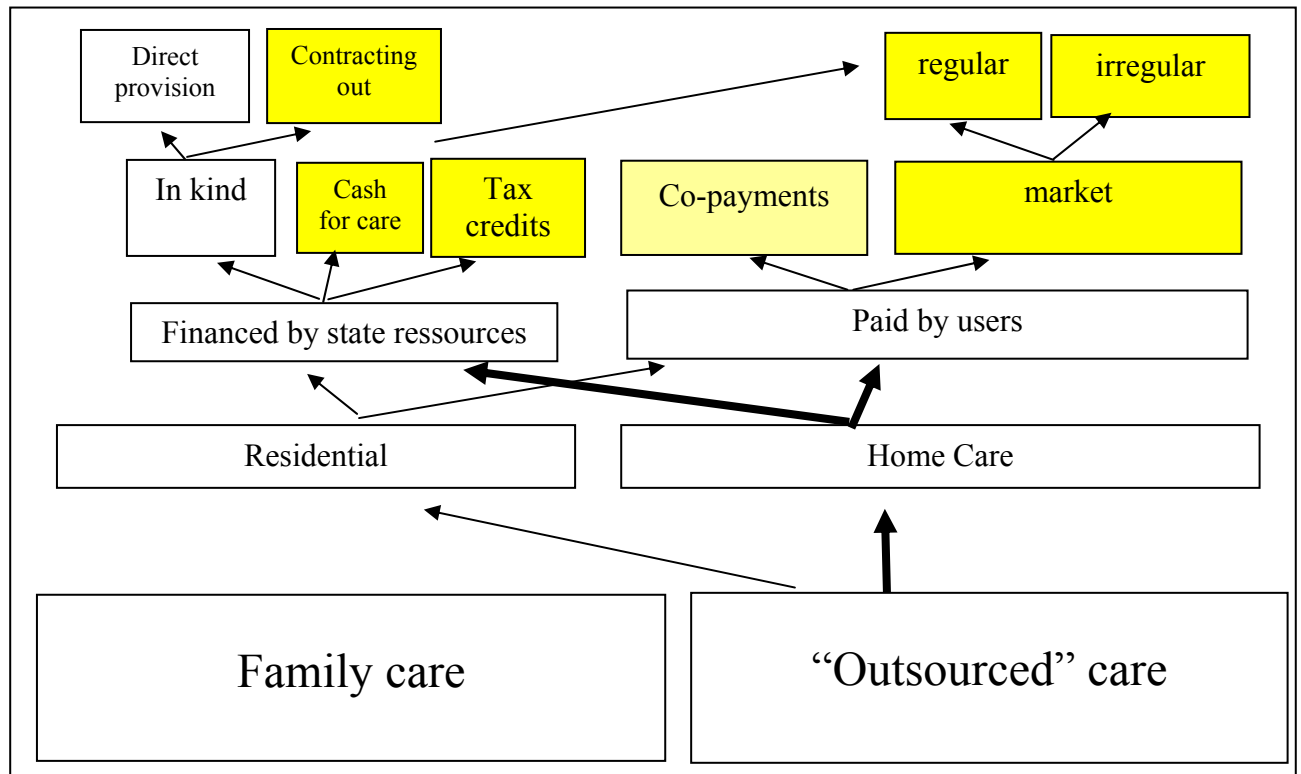 Direct
provision
Contracting
out
regular
irregular
In kind
Cash
for care
Tax
credits
Co-payments
market
Financed by state ressources
Paid by users
Residential
Home Care
Family care
“Outsourced” care